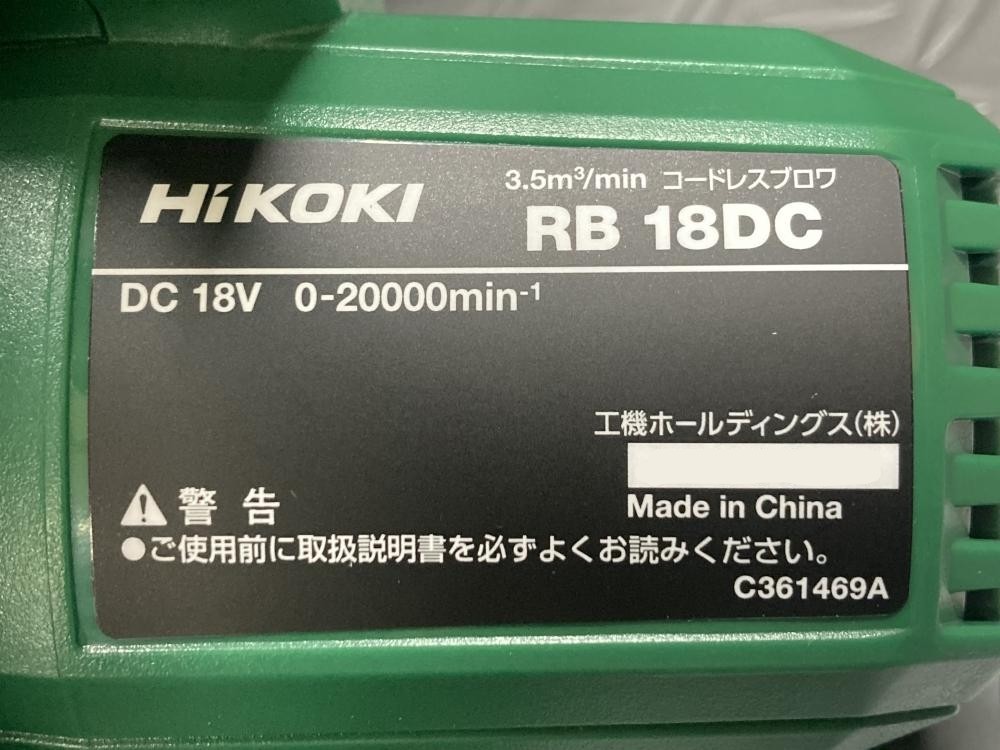 HiKOKI
3.5m³/min コードレスブロワ
RB 18DC
DC 18V 0-20000min⁻¹
工機ホールディングス(株)
Made in China
警告
●ご使用前に取扱説明書を必ずよくお読みください。
C361469A